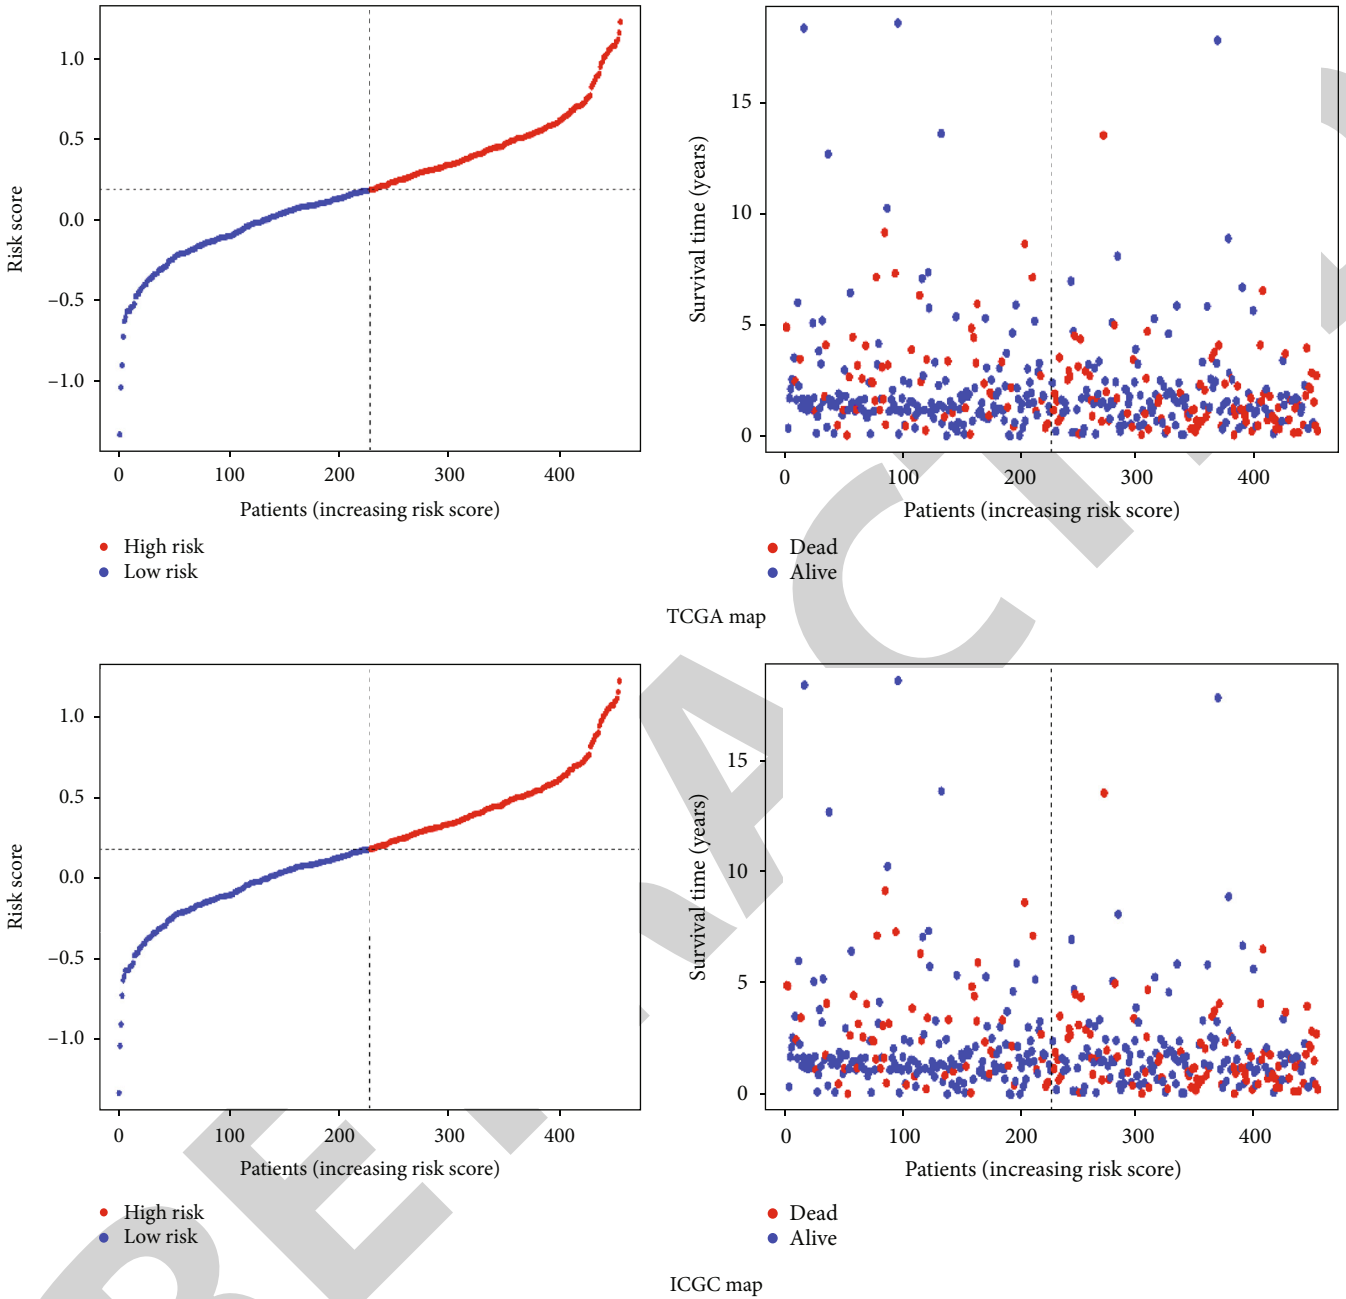 1.0
0.5
0.0
−0.5
−1.0
Risk score
0 100 200 300 400
Patients (increasing risk score)
High risk
Low risk
15
10
5
0
Survival time (years)
0 100 200 300 400
Patients (increasing risk score)
Dead
Alive
TCGA map
1.0
0.5
0.0
−0.5
−1.0
Risk score
0 100 200 300 400
Patients (increasing risk score)
High risk
Low risk
15
10
5
0
Survival time (years)
0 100 200 300 400
Patients (increasing risk score)
Dead
Alive
ICGC map